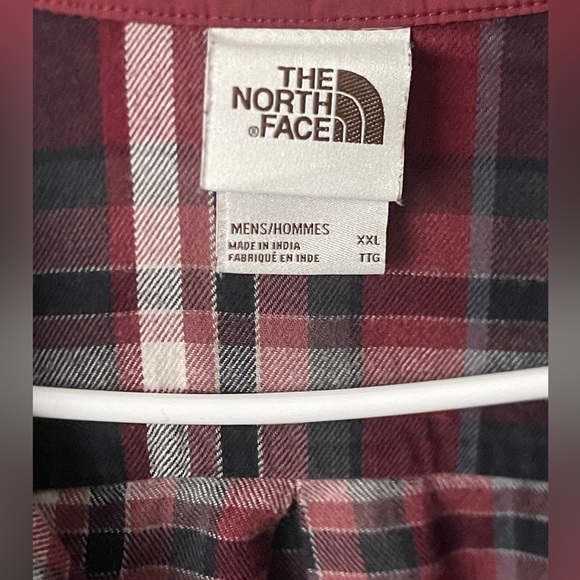 THE
NORTH
®FACE
MENS/HOMMES
MADE IN INDIA
FABRIQUÉ EN INDE
XXL
TTG